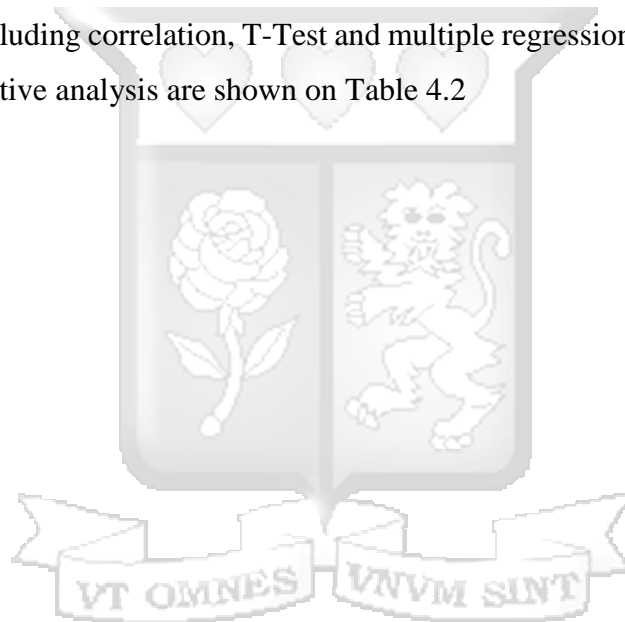 luding correlation, T-Test and multiple regression
tive analysis are shown on Table 4.2
VT OMNES VNVM SINT